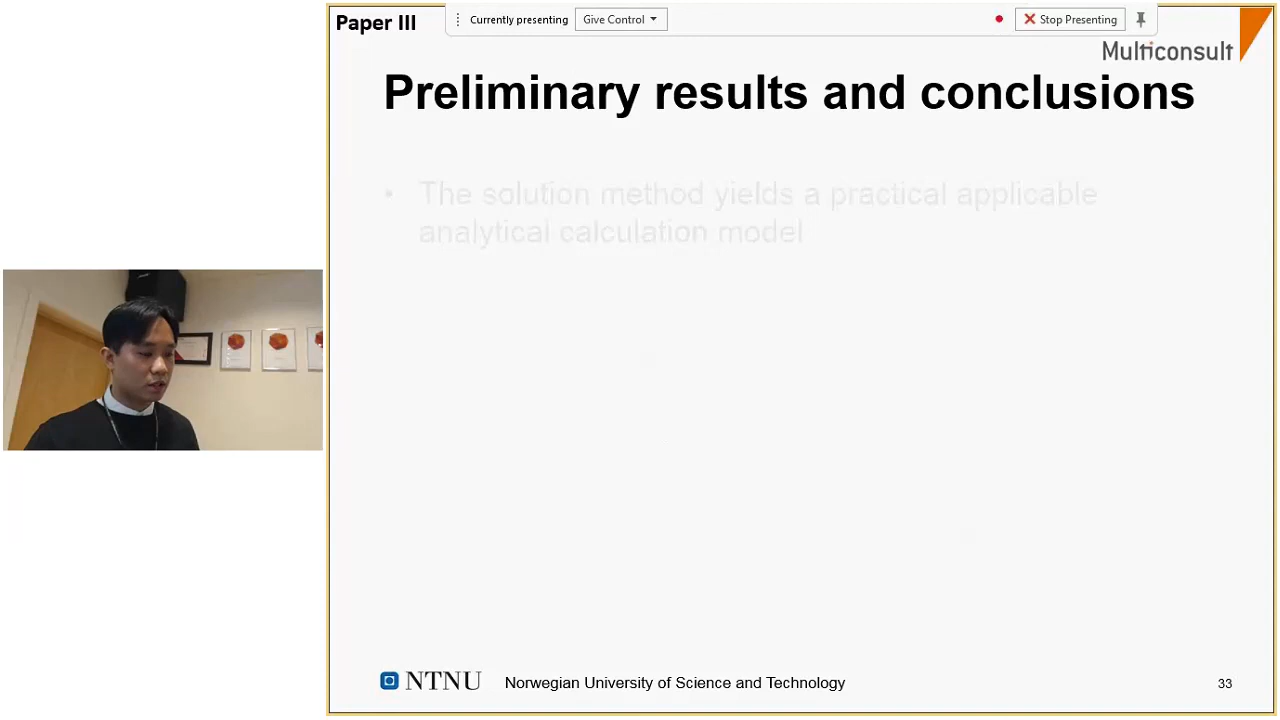 Paper III
Currently presenting
Give Control
Stop Presenting
Multiconsult
Preliminary results and conclusions
• The solution method yields a practical applicable
analytical calculation model
NTNU
Norwegian University of Science and Technology
33